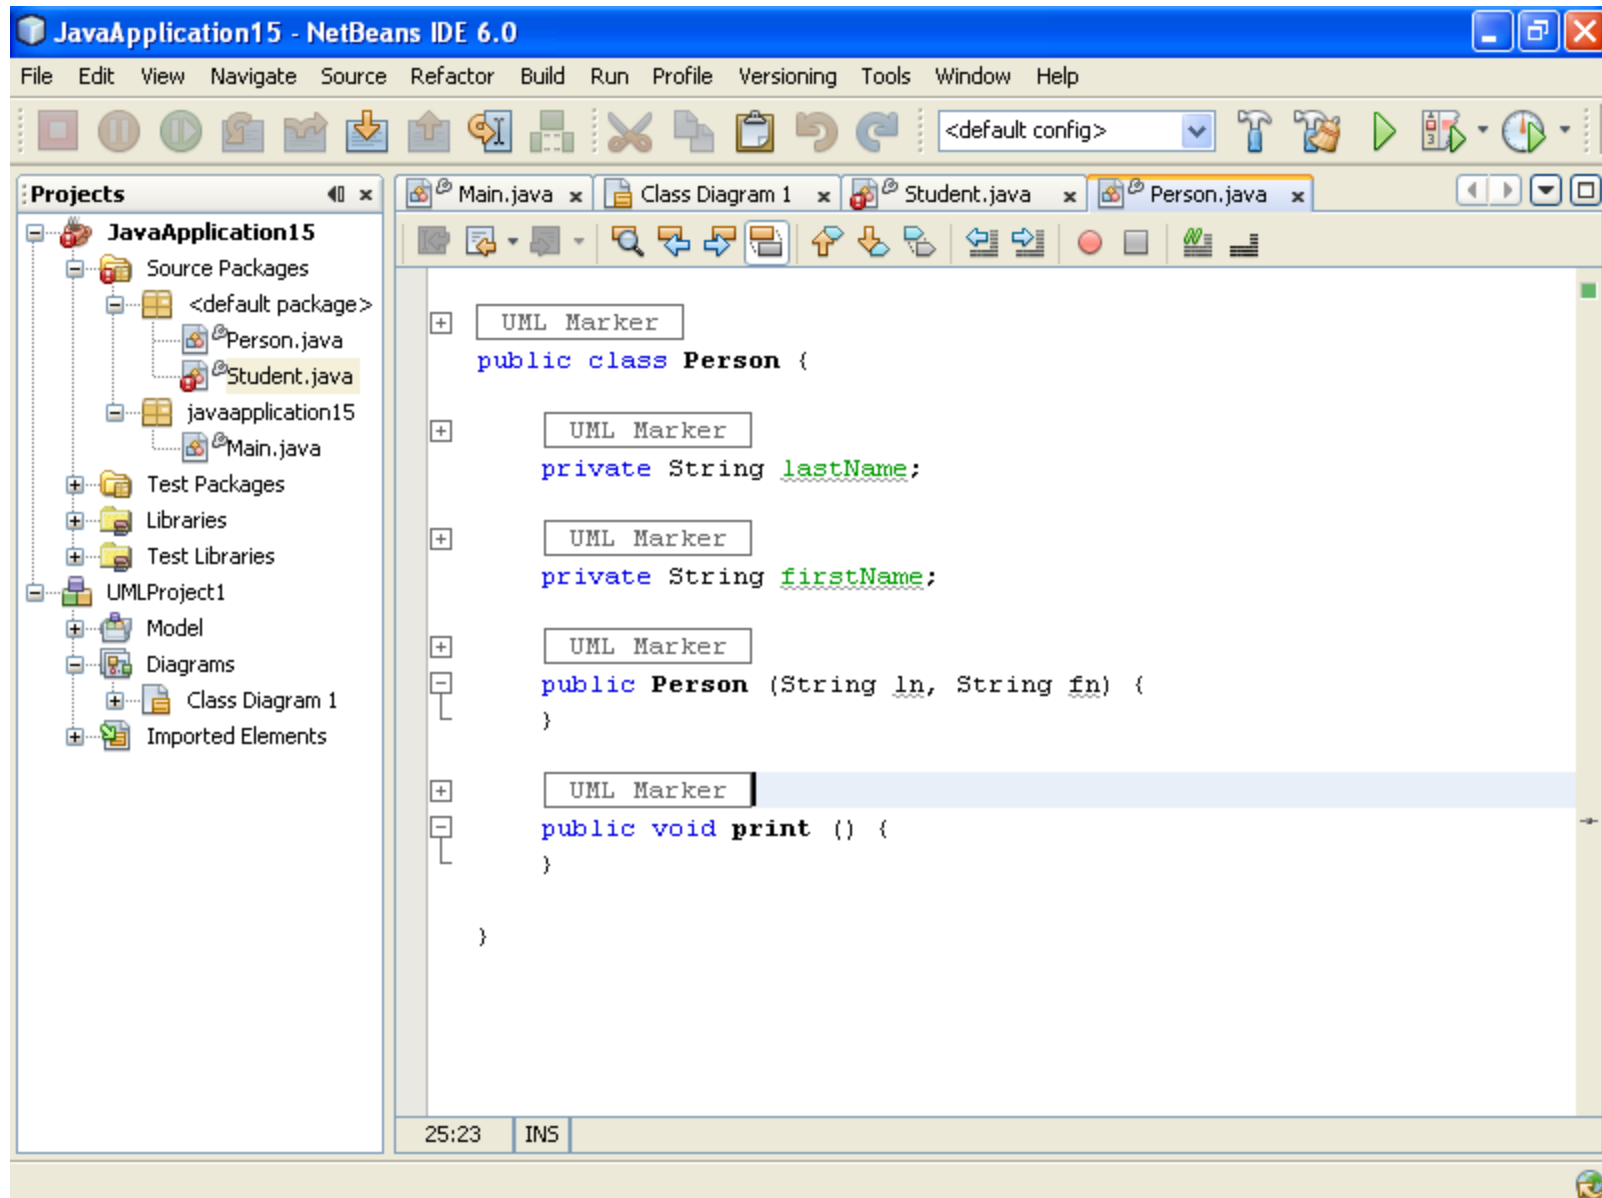 JavaApplication15 - NetBeans IDE 6.0
File Edit View Navigate Source Refactor Build Run Profile Versioning Tools Window Help
<default config>
Projects
JavaApplication15
Source Packages
<default package>
Person.java
Student.java
javaapplication15
Main.java
Test Packages
Libraries
Test Libraries
UMLProject1
Model
Diagrams
Class Diagram 1
Imported Elements
Main.java Class Diagram 1 Student.java Person.java
UML Marker
public class Person {
UML Marker
private String lastName;
UML Marker
private String firstName;
UML Marker
public Person (String ln, String fn) {
}
UML Marker
public void print () {
}
}
25:23 INS